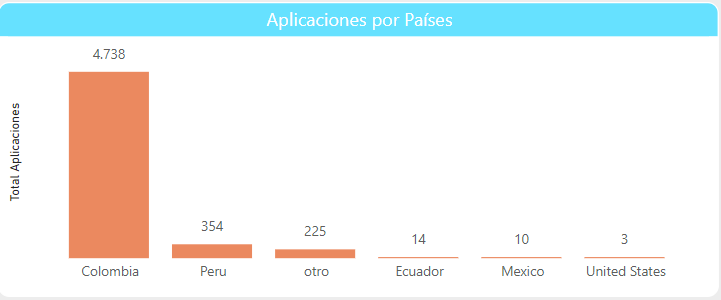 Aplicaciones por Países
4.738
354
225
14
10
3
Total Aplicaciones
Colombia
Peru
otro
Ecuador
Mexico
United States